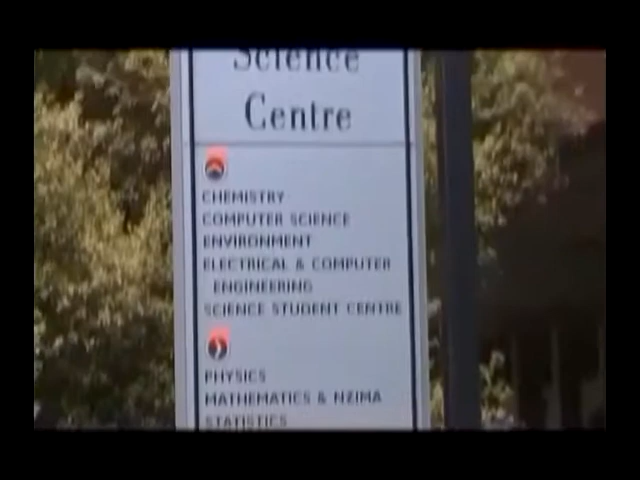 Science
Centre
CHEMISTRY
COMPUTER SCIENCE
ENVIRONMENT
ELECTRICAL & COMPUTER
ENGINEERING
SCIENCE STUDENT CENTRE
PHYSICS
MATHEMATICS & NZIMA
STATISTICS